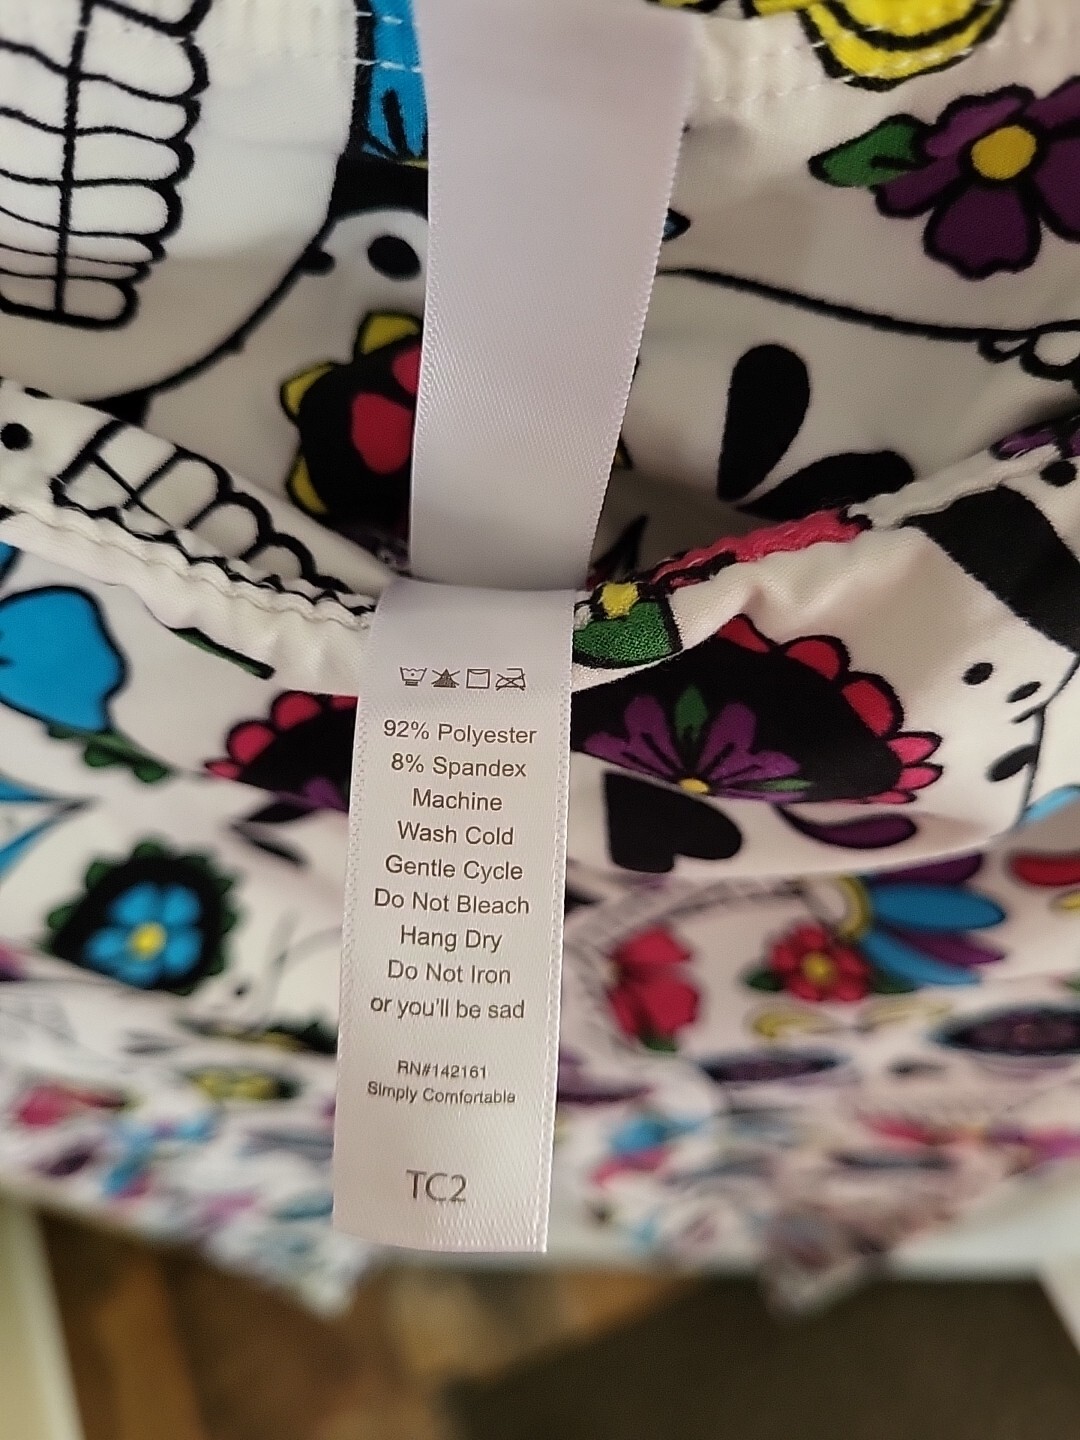 92% Polyester
8% Spandex
Machine
Wash Cold
Gentle Cycle
Do Not Bleach
Hang Dry
Do Not Iron
or you'll be sad
RN#142161
Simply Comfortable
TC2